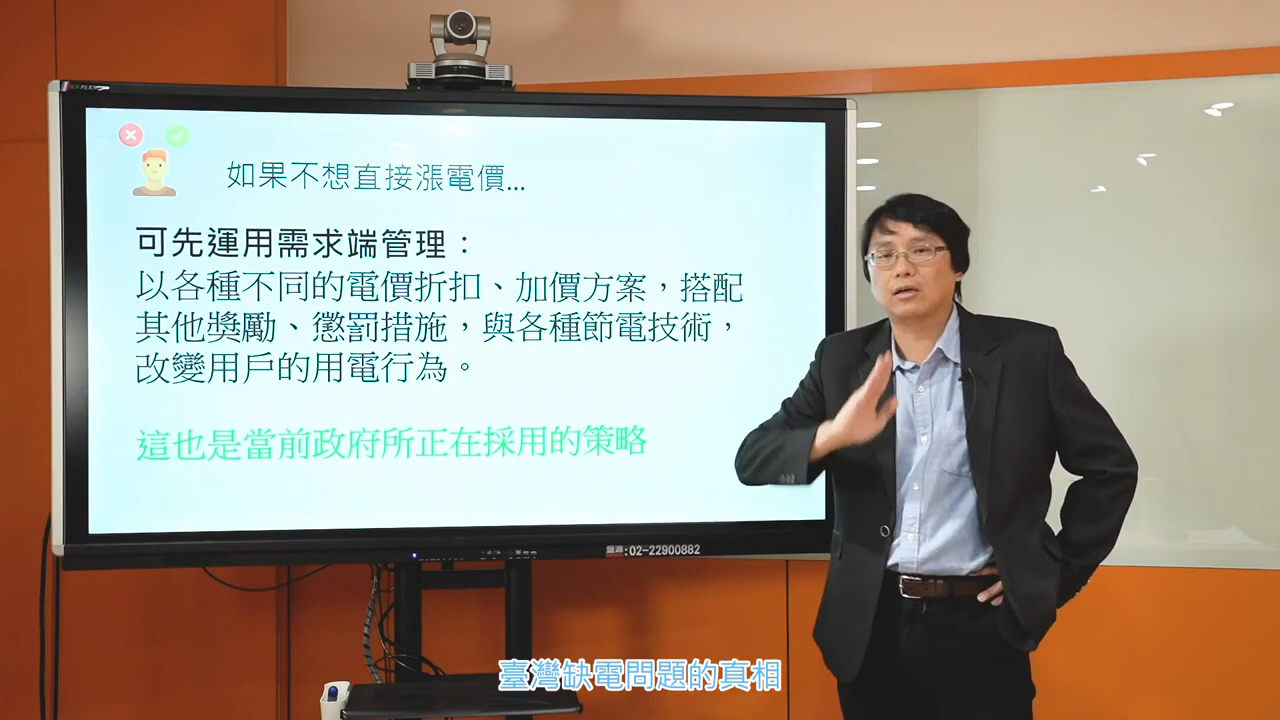 如果不想直接漲電價...
可先運用需求端管理：
以各種不同的電價折扣、加價方案，搭配
其他獎勵、懲罰措施，與各種節電技術，
改變用戶的用電行為。
這也是當前政府所正在採用的策略
:02-22900882
臺灣缺電問題的真相